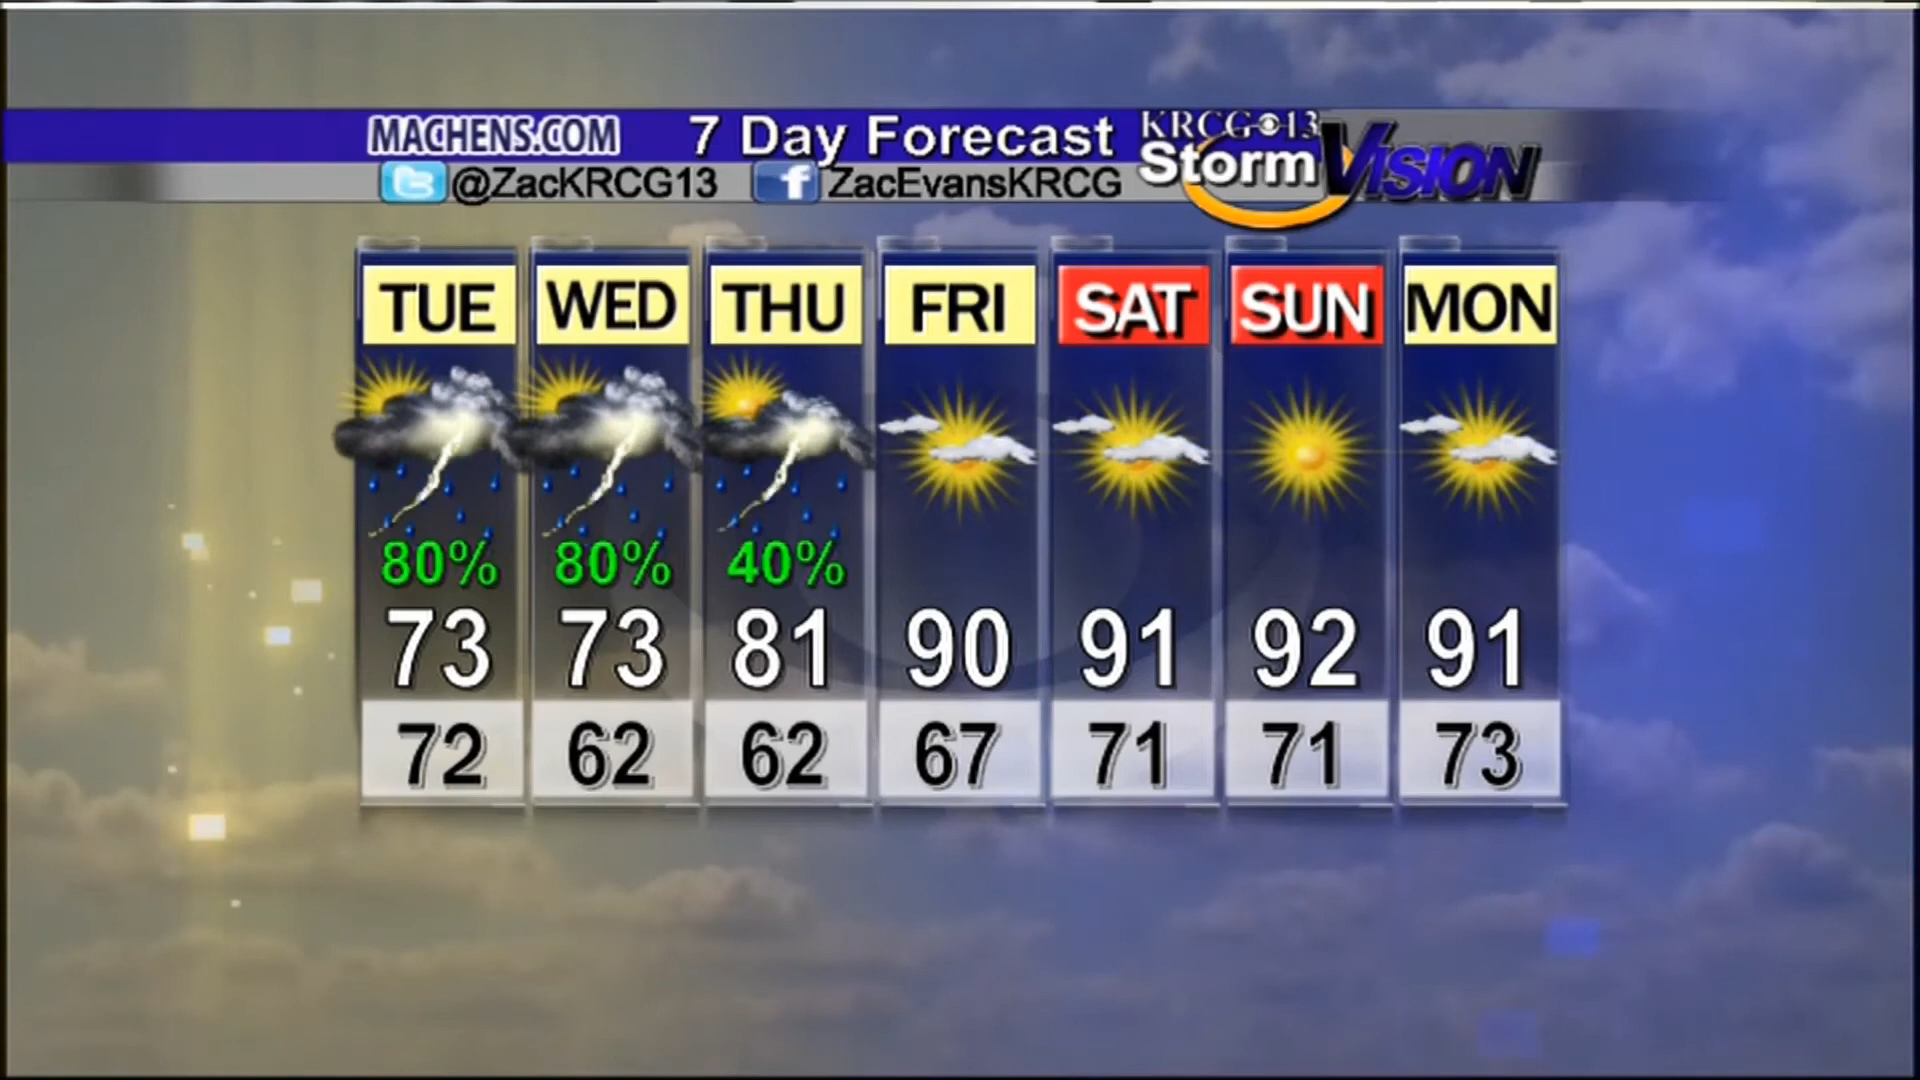 MACHENS.COM 7 Day Forecast KRCG 13
@ZacKRCG13 ZacEvansKRCG Storm VISION
TUE WED THU FRI SAT SUN MON
80% 80% 40%
73 73 81 90 91 92 91
72 62 62 67 71 71 73